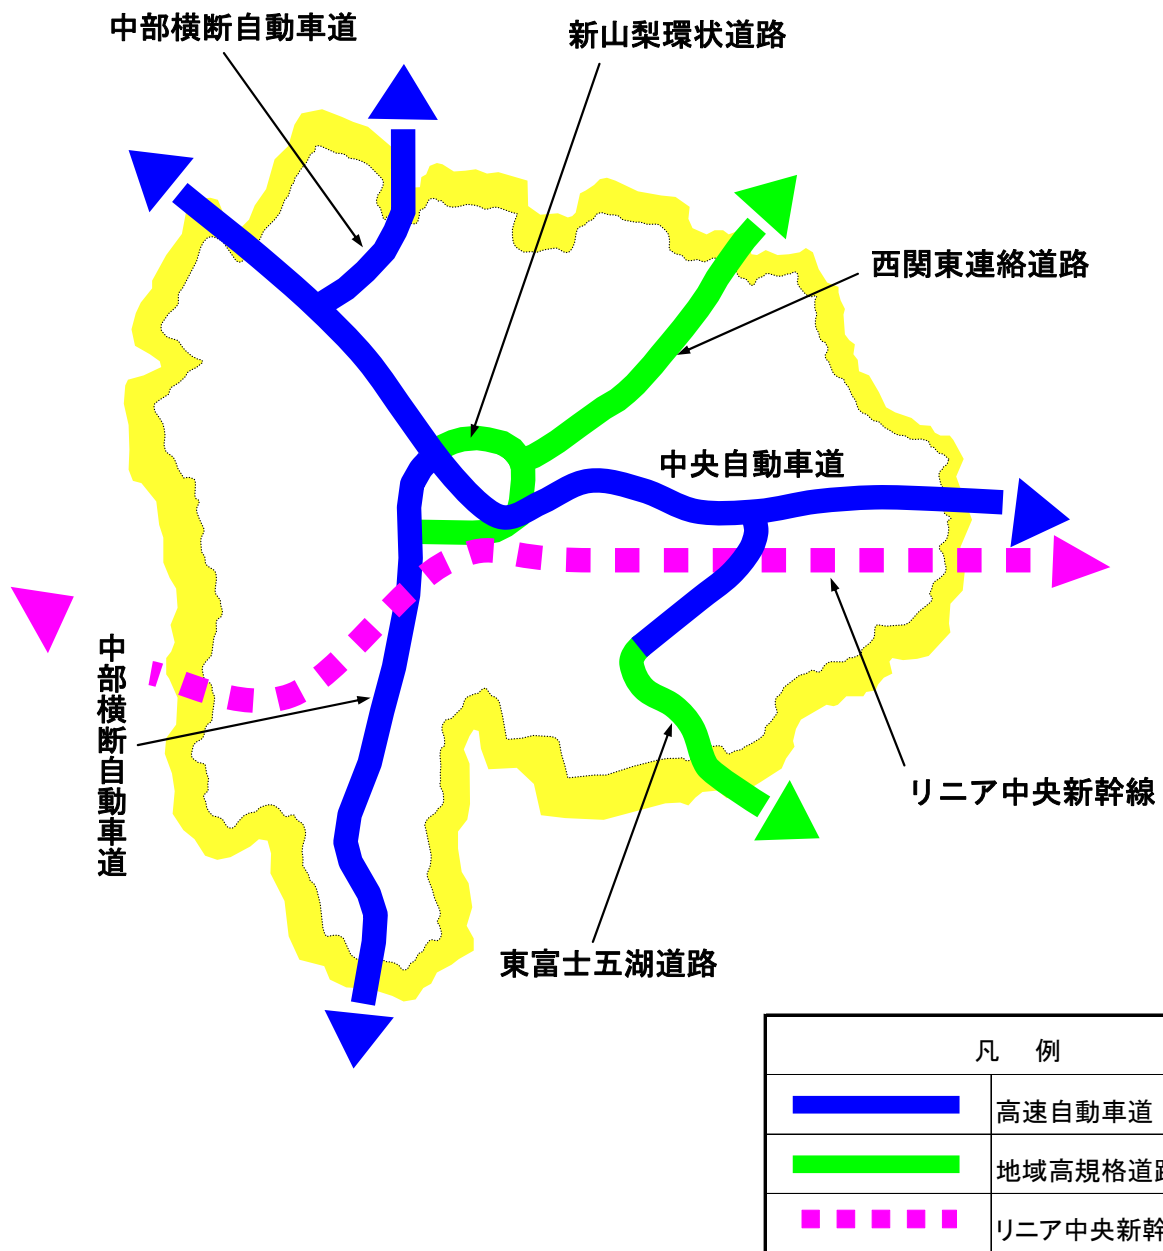 中部横断自動車道
新山梨環状道路
西関東連絡道路
中央自動車道
中部横断自動車道
リニア中央新幹線
東富士五湖道路
凡 例
高速自動車道
地域高規格道路
リニア中央新幹